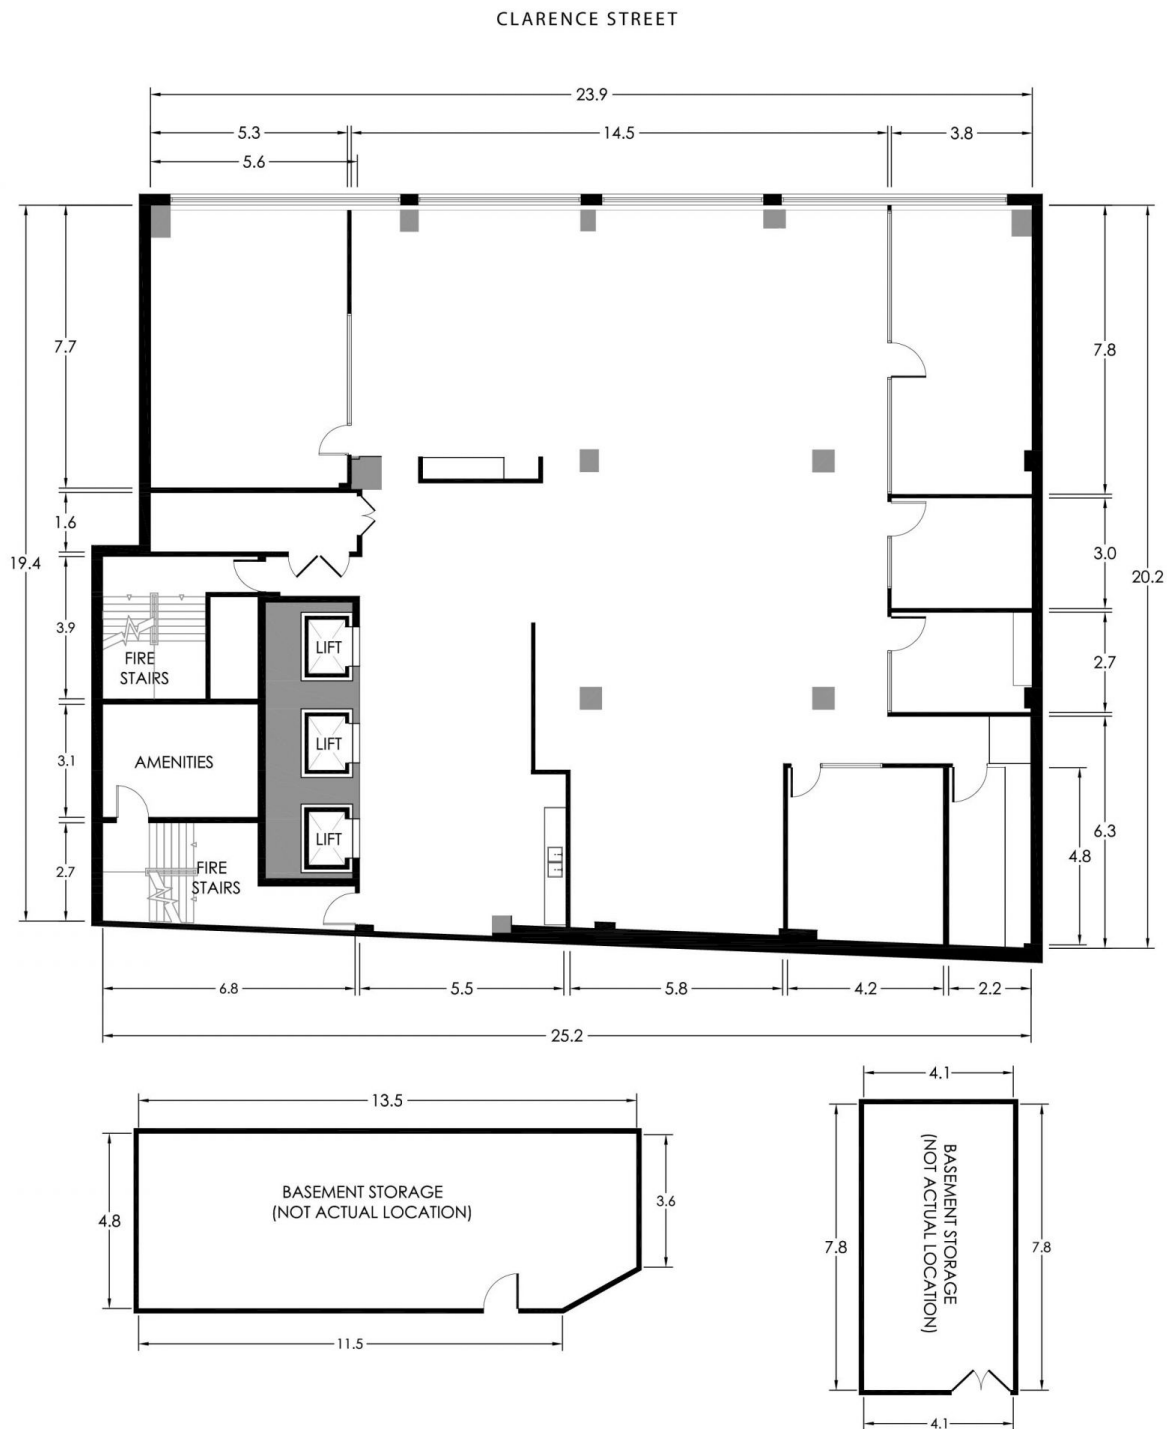 CLARENCE STREET
23.9
5.3
14.5
3.8
5.6
7.7
7.8
1.6
19.4
3.0
20.2
3.9
LIFT
FIRE
STAIRS
2.7
3.1
AMENITIES
LIFT
2.7
FIRE
STAIRS
LIFT
6.3
4.8
6.8
5.5
5.8
4.2
2.2
25.2
13.5
4.8
BASEMENT STORAGE
(NOT ACTUAL LOCATION)
3.6
11.5
4.1
7.8
BASEMENT STORAGE
(NOT ACTUAL LOCATION)
7.8
4.1